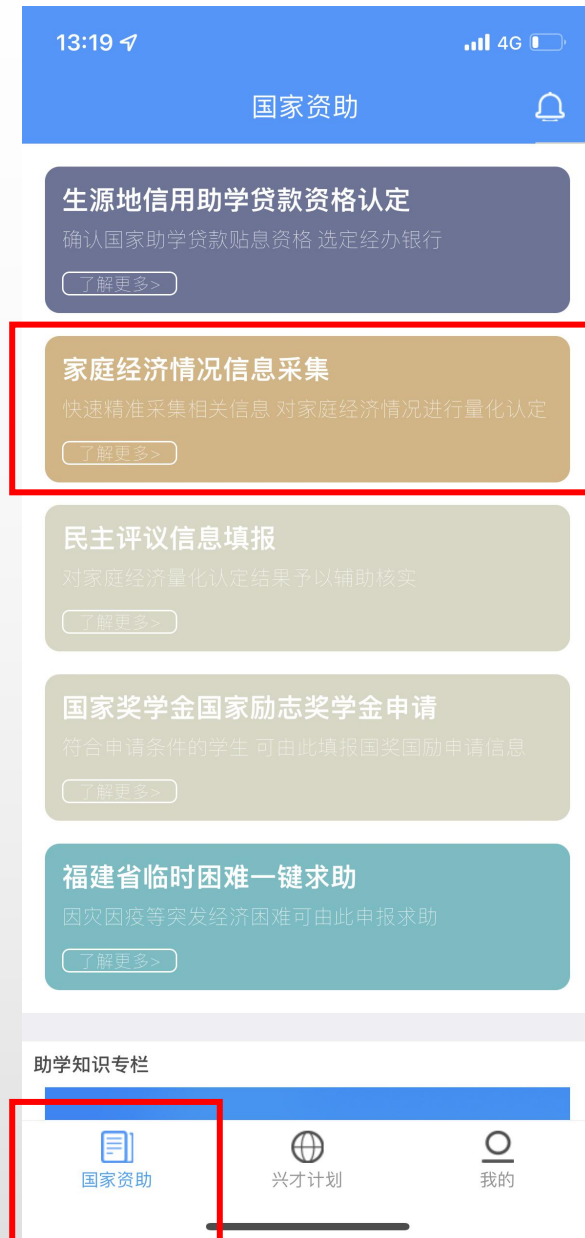 13:19
4G
国家资助
生源地信用助学贷款资格认定
确认国家助学贷款贴息资格 选定经办银行
了解更多>
家庭经济情况信息采集
快速精准采集相关信息 对家庭经济情况进行量化认定
了解更多>
民主评议信息填报
对家庭经济量化认定结果予以辅助核实
了解更多>
国家奖学金国家励志奖学金申请
符合申请条件的学生 可由此填报国奖国励申请信息
了解更多>
福建省临时困难一键求助
因灾因疫等突发经济困难可由此申报求助
了解更多>
助学知识专栏
国家资助
兴才计划
我的